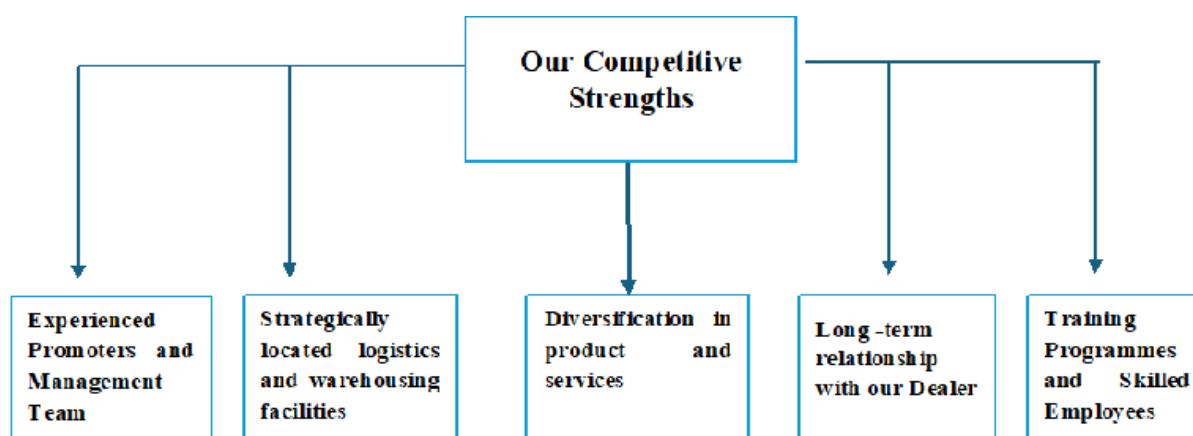 Our Competitive
Strengths
Experienced
Promoters and
Management
Team
Strategically
located logistics
and warehousing
facilities
Diversification in
product and
services
Long -term
relationship
with our Dealer
Training
Programmes
and Skilled
Employees